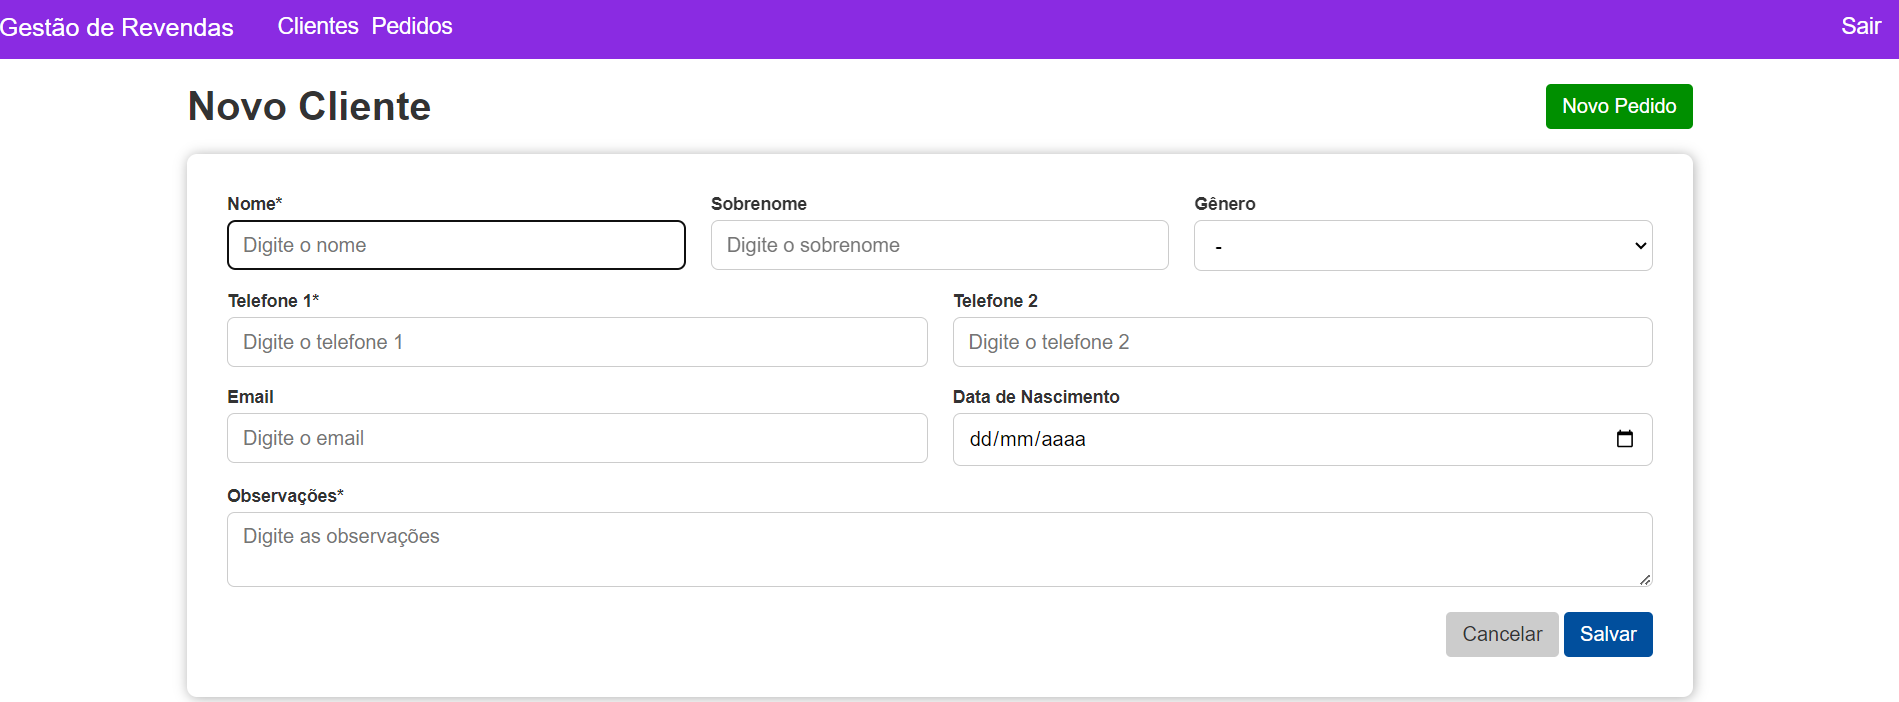 Gestão de Revendas Clientes Pedidos Sair
Novo Cliente Novo Pedido
Nome* Sobrenome Gênero
Digite o nome Digite o sobrenome -
Telefone 1* Telefone 2
Digite o telefone 1 Digite o telefone 2
Email Data de Nascimento
Digite o email dd/mm/aaaa
Observações*
Digite as observações
Cancelar Salvar